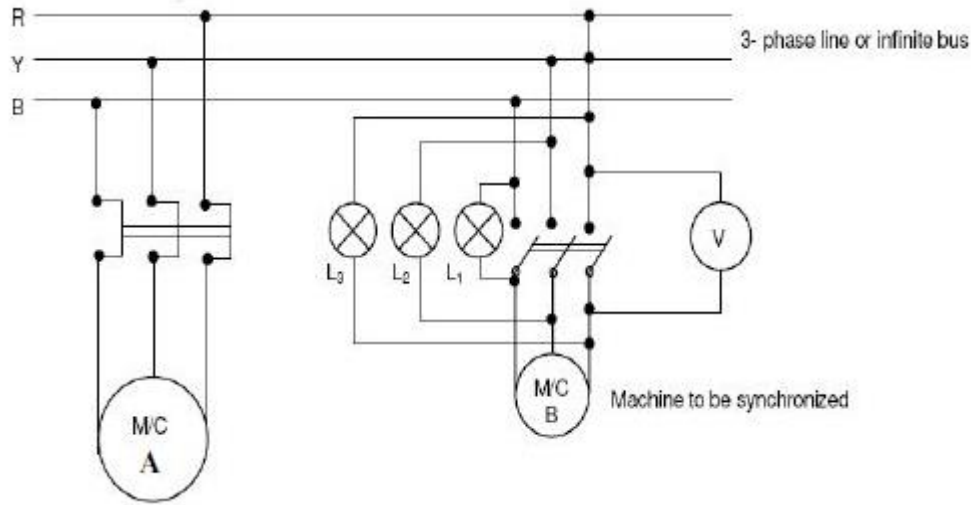 R
3- phase line or infinite bus
Y
B
L3
L2
L1
V
M/C
A
M/C
B
Machine to be synchronized